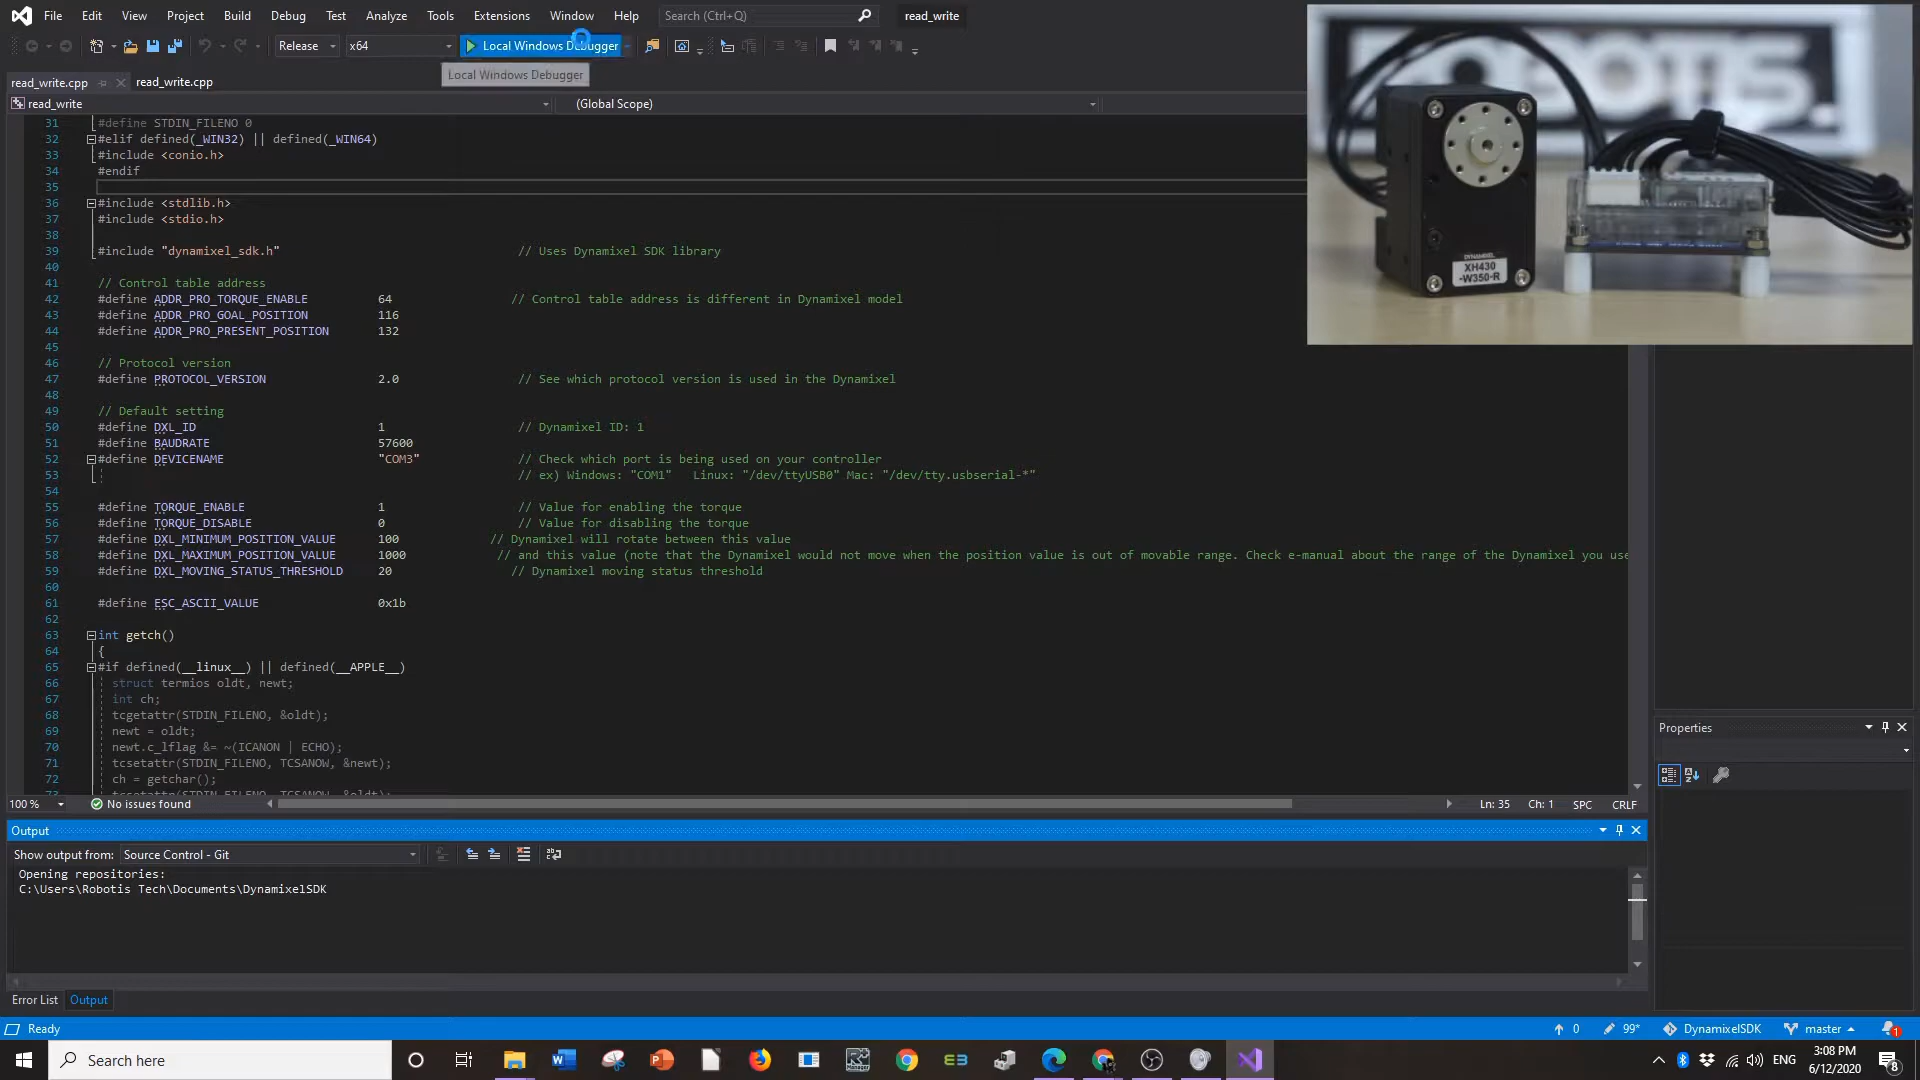 File Edit View Project Build Debug Test Analyze Tools Extensions Window Help Search (Ctrl+Q) read_write
Release x64 Local Windows Debugger
Local Windows Debugger
read_write.cpp read_write.cpp
read_write (Global Scope)
31 #define STDIN_FILENO 0
32 #elif defined(_WIN32) || defined(_WIN64)
33 #include <conio.h>
34 #endif
35
36 #include <stdlib.h>
37 #include <stdio.h>
38
39 #include "dynamixel_sdk.h" // Uses Dynamixel SDK library
40
41 // Control table address
42 #define ADDR_PRO_TORQUE_ENABLE 64 // Control table address is different in Dynamixel model
43 #define ADDR_PRO_GOAL_POSITION 116
44 #define ADDR_PRO_PRESENT_POSITION 132
45
46 // Protocol version
47 #define PROTOCOL_VERSION 2.0 // See which protocol version is used in the Dynamixel
48
49 // Default setting
50 #define DXL_ID 1 // Dynamixel ID: 1
51 #define BAUDRATE 57600
52 #define DEVICENAME "COM3" // Check which port is being used on your controller
53 // ex) Windows: "COM1" Linux: "/dev/ttyUSB0" Mac: "/dev/tty.usbserial-*"
54
55 #define TORQUE_ENABLE 1 // Value for enabling the torque
56 #define TORQUE_DISABLE 0 // Value for disabling the torque
57 #define DXL_MINIMUM_POSITION_VALUE 100 // Dynamixel will rotate between this value
58 #define DXL_MAXIMUM_POSITION_VALUE 1000 // and this value (note that the Dynamixel would not move when the position value is out of movable range. Check e-manual about the range of the Dynamixel you use
59 #define DXL_MOVING_STATUS_THRESHOLD 20 // Dynamixel moving status threshold
60
61 #define ESC_ASCII_VALUE 0x1b
62
63 int getch()
64 {
65 #if defined(__linux__) || defined(__APPLE__)
66 struct termios oldt, newt;
67 int ch;
68 tcgetattr(STDIN_FILENO, &oldt);
69 newt = oldt;
70 newt.c_lflag &= ~(ICANON | ECHO);
71 tcsetattr(STDIN_FILENO, TCSANOW, &newt);
72 ch = getchar();
73 tcsetattr(STDIN_FILENO, TCSANOW, &oldt);
ROBOTIS
DYNAMIXEL
XH430
-W350-R
Properties
100 % No issues found Ln: 35 Ch: 1 SPC CRLF
Output
Show output from: Source Control - Git
Opening repositories:
C:\Users\Robotis Tech\Documents\DynamixelSDK
Error List Output
Ready 0 99* DynamixelSDK master 1
Search here ENG 3:08 PM
6/12/2020 8